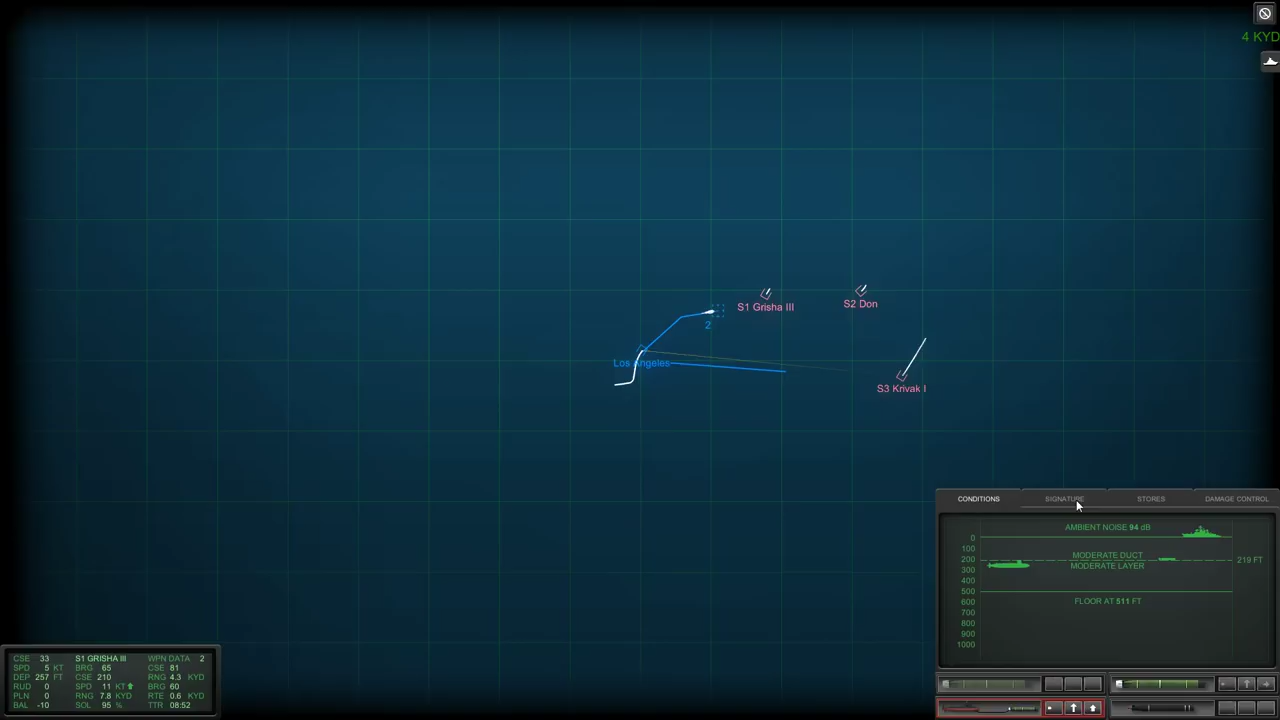 4 KYD
S1 Grisha III
S2 Don
2
Los Angeles
S3 Krivak I
CONDITIONS SIGNATURE STORES DAMAGE CONTROL
AMBIENT NOISE 94 dB
0
100
200 MODERATE DUCT 219 FT
300 MODERATE LAYER
400
500
600 FLOOR AT 511 FT
700
800
900
1000
CSE 33 S1 GRISHA III WPN DATA 2
SPD 5 KT BRG 65 CSE 81
DEP 257 FT CSE 210 RNG 4.3 KYD
RUD 0 SPD 11 KT BRG 60
PLN 0 RNG 7.8 KYD RTE 0.6 KYD
BAL -10 SOL 95 % TTR 08:52